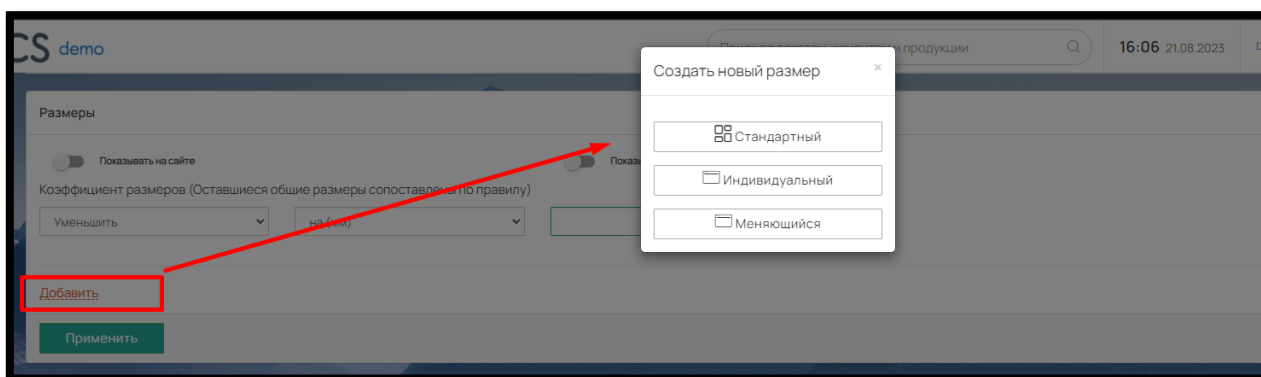 CS demo
и продукции
16:06 21.08.2023
Создать новый размер
×
Размеры
Стандартный
Показывать на сайте
Коэффициент размеров (Оставшиеся общие размеры сопоставлены по правилу)
Индивидуальный
Уменьшить
на (мм)
Меняющийся
Добавить
Применить